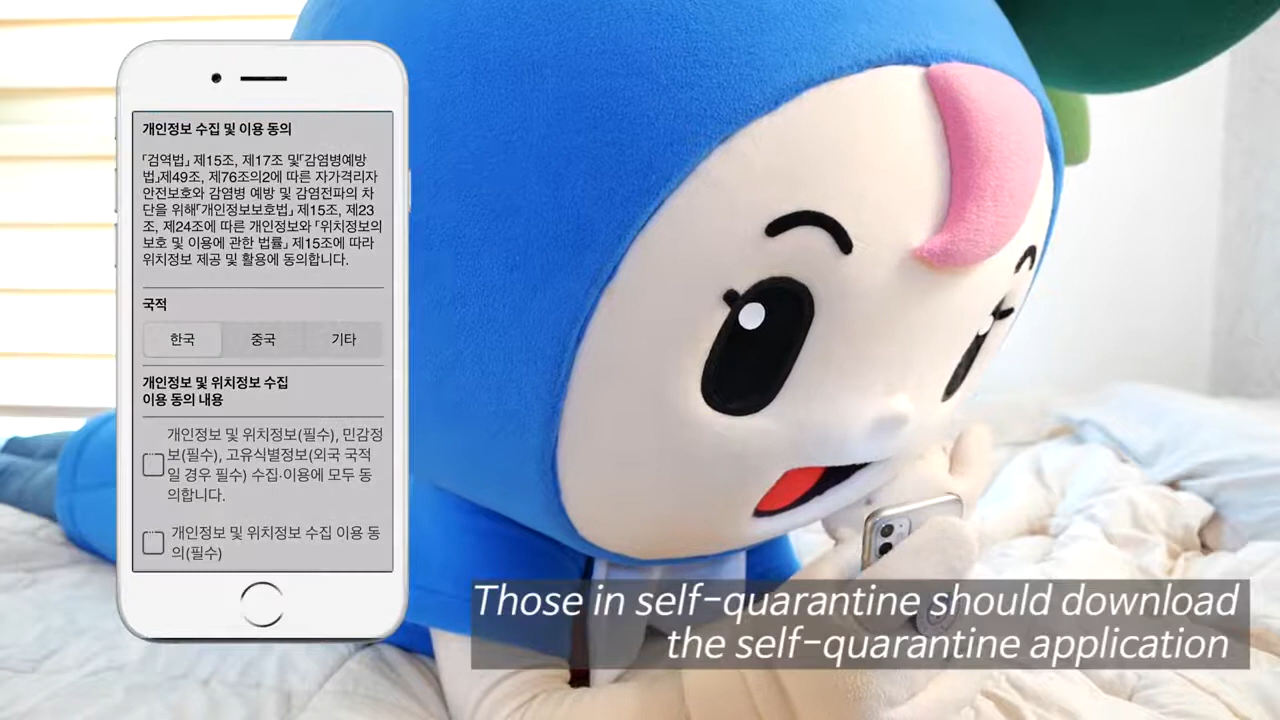 개인정보 수집 및 이용 동의
「검역법」 제15조, 제17조 및「감염병예방
법」제49조, 제76조의2에 따른 자가격리자
안전보호와 감염병 예방 및 감염전파의 차
단을 위해「개인정보보호법」 제15조, 제23
조, 제24조에 따른 개인정보와 「위치정보의
보호 및 이용에 관한 법률」 제15조에 따라
위치정보 제공 및 활용에 동의합니다.
국적
한국 중국 기타
개인정보 및 위치정보 수집
이용 동의 내용
개인정보 및 위치정보(필수), 민감정
보(필수), 고유식별정보(외국 국적
일 경우 필수) 수집·이용에 모두 동
의합니다.
개인정보 및 위치정보 수집 이용 동
의(필수)
Those in self-quarantine should download
the self-quarantine application